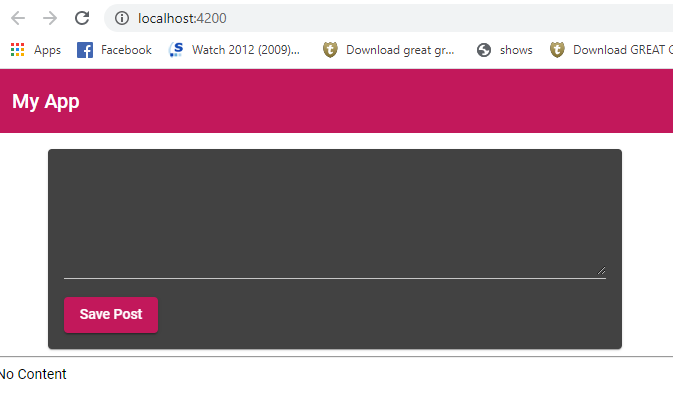 localhost:4200
Apps Facebook Watch 2012 (2009)... Download great gr... shows Download GREAT
My App
Save Post
No Content